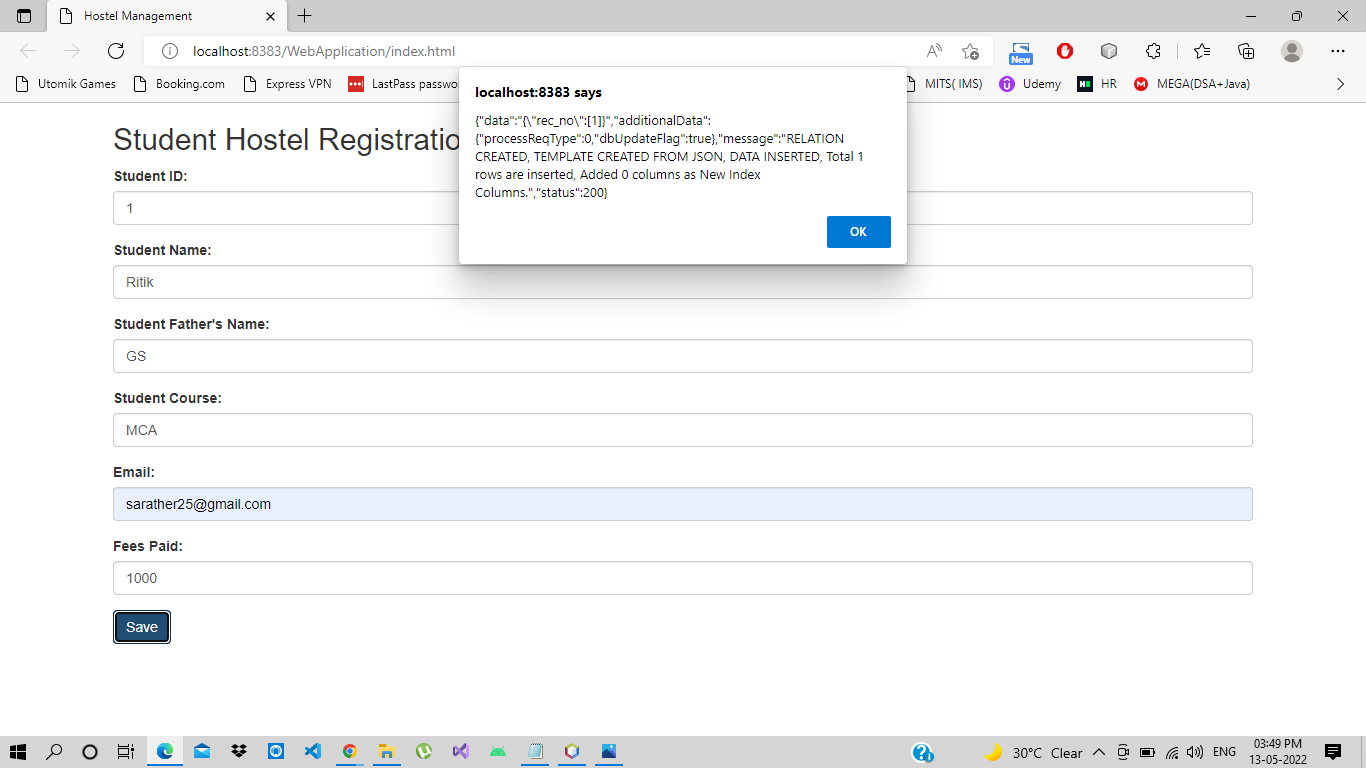 Hostel Management
localhost:8383/WebApplication/index.html
New
Utomik Games
Booking.com
Express VPN
LastPass passwo
MITS( IMS)
Udemy
HR
MEGA(DSA+Java)
localhost:8383 says
{"data":"{\"rec_no\":[1]}","additionalData":
{"processReqType":0,"dbUpdateFlag":true},"message":"RELATION
CREATED, TEMPLATE CREATED FROM JSON, DATA INSERTED, Total 1
rows are inserted, Added 0 columns as New Index
Columns.","status":200}
OK
Student Hostel Registratio
Student ID:
1
Student Name:
Ritik
Student Father's Name:
GS
Student Course:
MCA
Email:
sarather25@gmail.com
Fees Paid:
1000
Save
30°C Clear
ENG
03:49 PM
13-05-2022